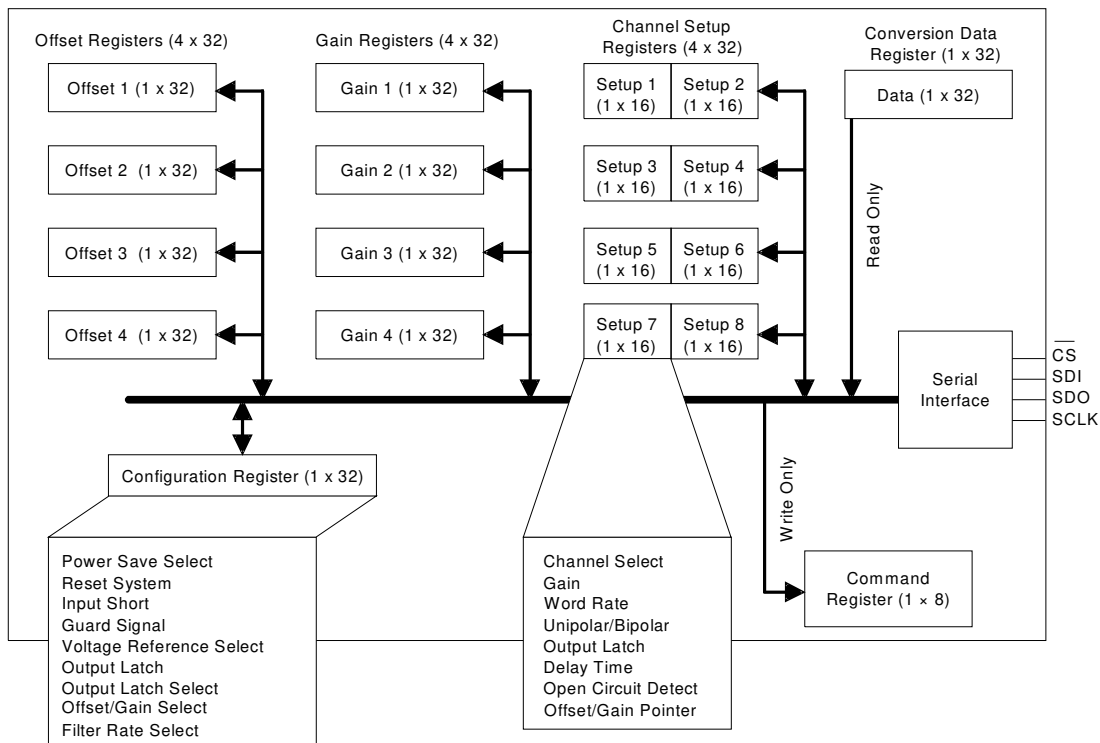 Offset Registers (4 x 32)
Offset 1 (1 x 32)
Offset 2 (1 x 32)
Offset 3 (1 x 32)
Offset 4 (1 x 32)
Gain Registers (4 x 32)
Gain 1 (1 x 32)
Gain 2 (1 x 32)
Gain 3 (1 x 32)
Gain 4 (1 x 32)
Channel Setup
Registers (4 x 32)
Setup 1
(1 x 16)
Setup 2
(1 x 16)
Setup 3
(1 x 16)
Setup 4
(1 x 16)
Setup 5
(1 x 16)
Setup 6
(1 x 16)
Setup 7
(1 x 16)
Setup 8
(1 x 16)
Conversion Data
Register (1 x 32)
Data (1 x 32)
Read Only
Serial
Interface
CS
SDI
SDO
SCLK
Configuration Register (1 x 32)
Power Save Select
Reset System
Input Short
Guard Signal
Voltage Reference Select
Output Latch
Output Latch Select
Offset/Gain Select
Filter Rate Select
Channel Select
Gain
Word Rate
Unipolar/Bipolar
Output Latch
Delay Time
Open Circuit Detect
Offset/Gain Pointer
Write Only
Command
Register (1 × 8)